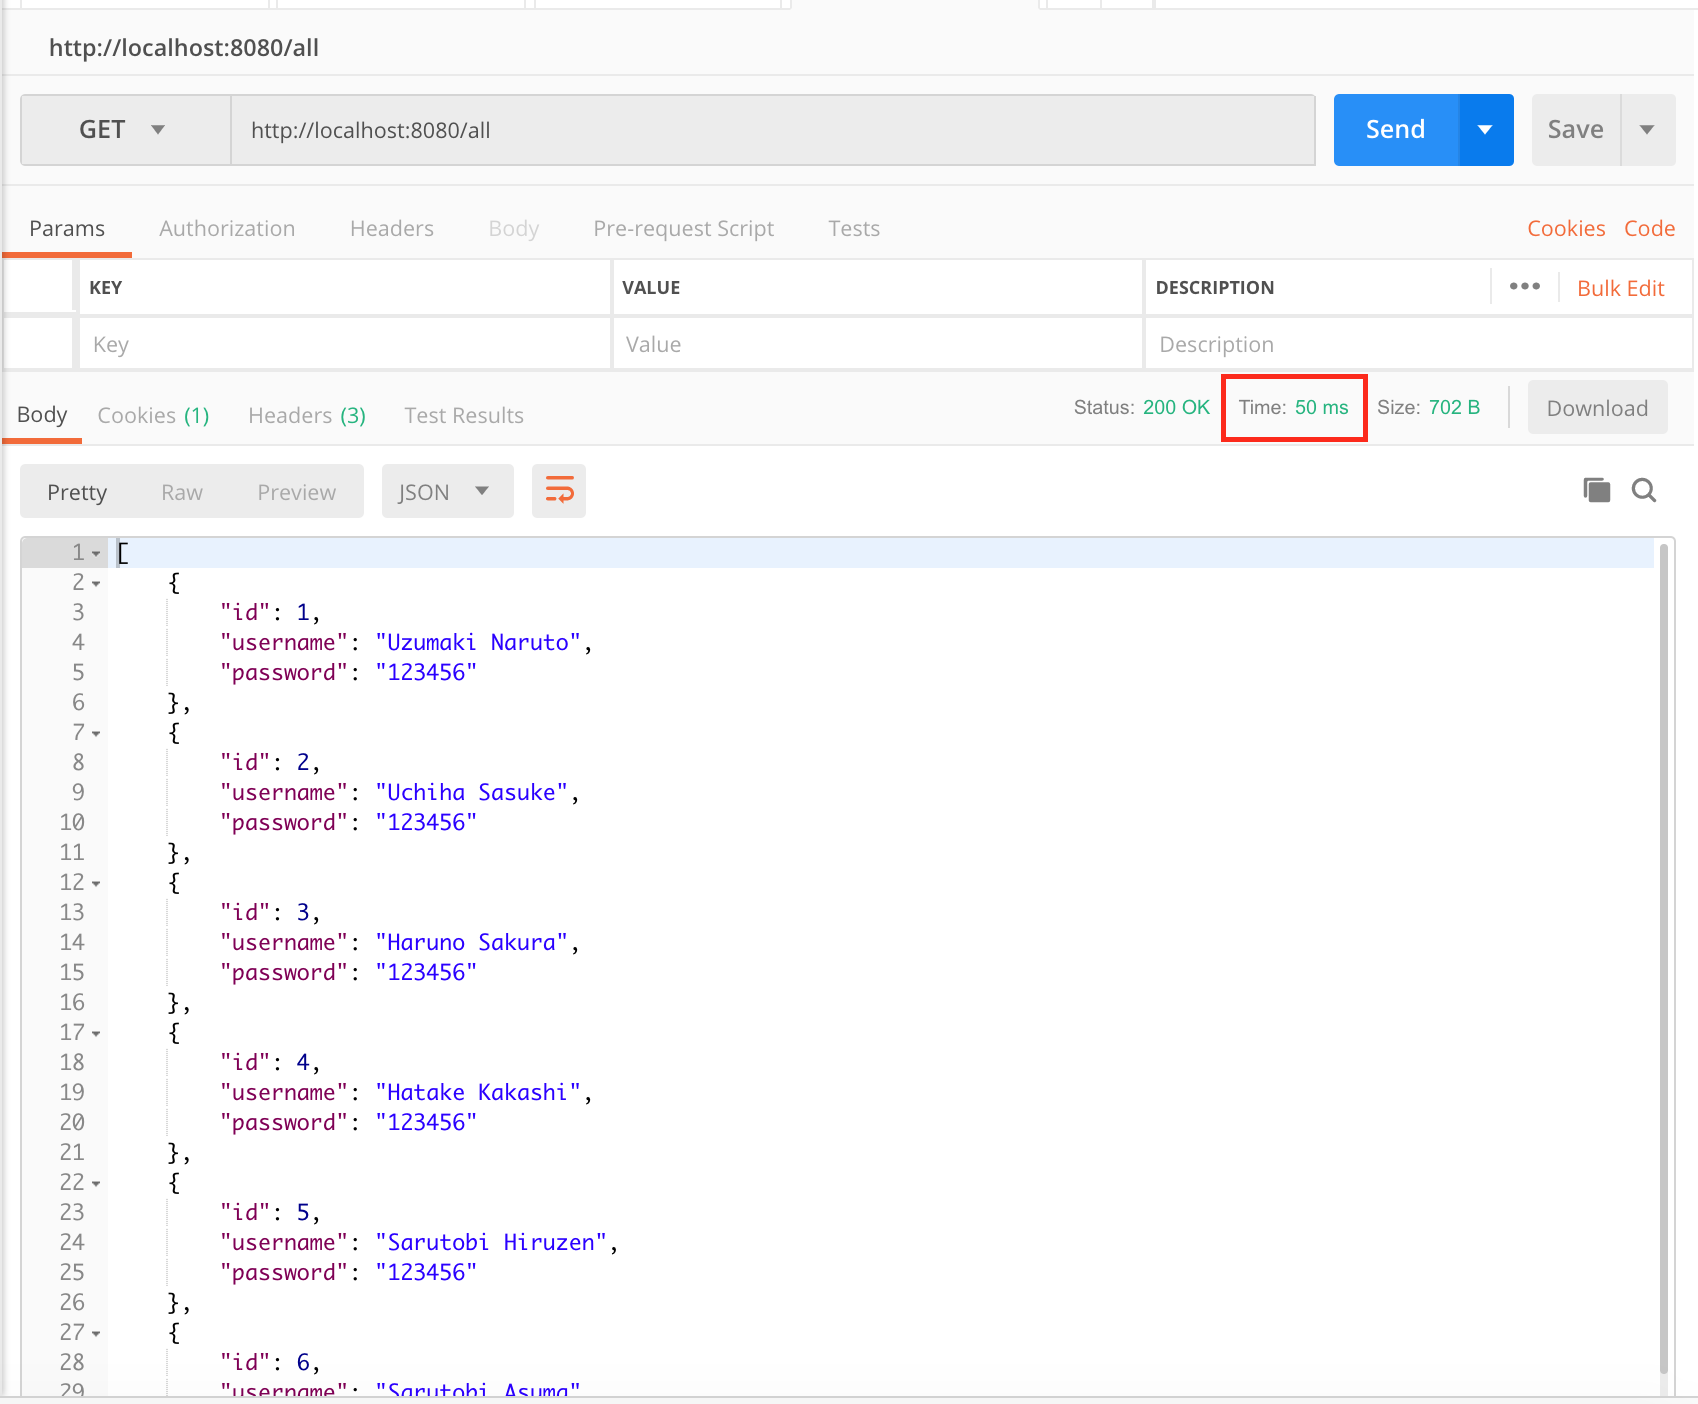 http://localhost:8080/all
GET http://localhost:8080/all Send Save
Params Authorization Headers Body Pre-request Script Tests Cookies Code
KEY VALUE DESCRIPTION ••• Bulk Edit
Key Value Description
Body Cookies (1) Headers (3) Test Results Status: 200 OK Time: 50 ms Size: 702 B Download
Pretty Raw Preview JSON
1 [
2 {
3 "id": 1,
4 "username": "Uzumaki Naruto",
5 "password": "123456"
6 },
7 {
8 "id": 2,
9 "username": "Uchiha Sasuke",
10 "password": "123456"
11 },
12 {
13 "id": 3,
14 "username": "Haruno Sakura",
15 "password": "123456"
16 },
17 {
18 "id": 4,
19 "username": "Hatake Kakashi",
20 "password": "123456"
21 },
22 {
23 "id": 5,
24 "username": "Sarutobi Hiruzen",
25 "password": "123456"
26 },
27 {
28 "id": 6,
29 "username": "Sarutobi Asuma"